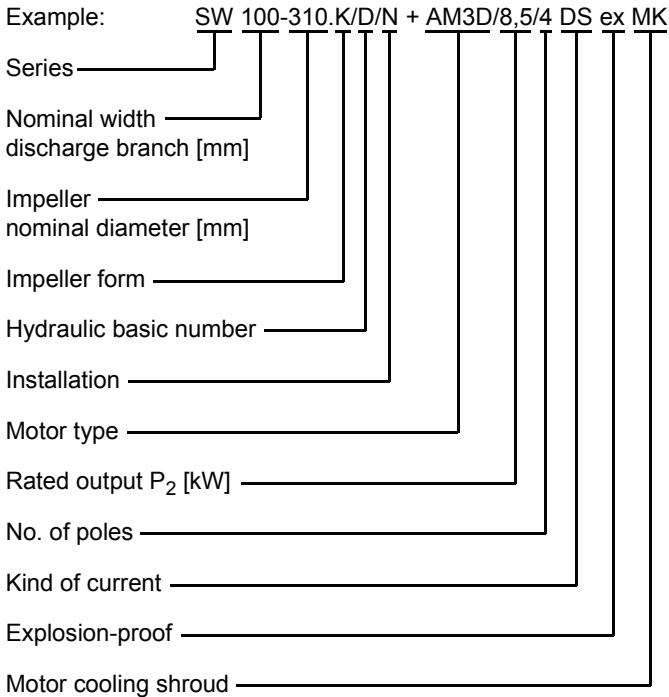 Example: SW 100-310.K/D/N + AM3D/8,5/4 DS ex MK
Series
Nominal width
discharge branch [mm]
Impeller
nominal diameter [mm]
Impeller form
Hydraulic basic number
Installation
Motor type
Rated output P₂ [kW]
No. of poles
Kind of current
Explosion-proof
Motor cooling shroud